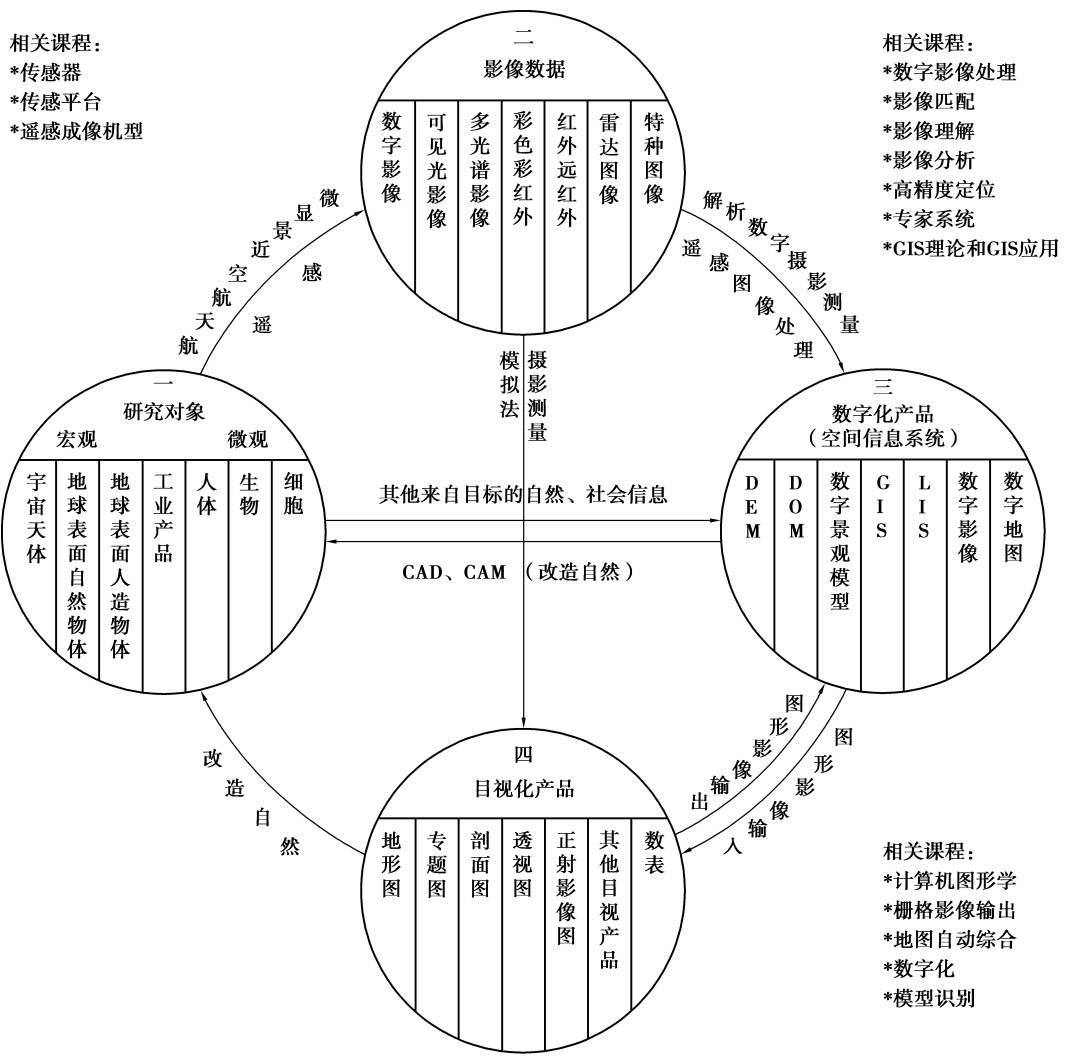 相关课程：
*传感器
*传感平台
*遥感成像机型
二
影像数据
数字影像
可见光影像
多光谱影像
彩色彩红外
红外远红外
雷达图像
特种图像
相关课程：
*数字影像处理
*影像匹配
*影像理解
*影像分析
*高精度定位
*专家系统
*GIS理论和GIS应用
航天航空近景显微
遥感
解析数字摄影测量
遥感图像处理
模拟法
摄影测量
一
研究对象
宏观
微观
宇宙天体
地球表面自然物体
地球表面人造物体
工业产品
人体
生物
细胞
其他来自目标的自然、社会信息
CAD、CAM （改造自然）
三
数字化产品
（空间信息系统）
DEM
DOM
数字景观模型
GIS
LIS
数字影像
数字地图
改造自然
图形影像输出
图形影像输入
四
目视化产品
地形图
专题图
剖面图
透视图
正射影像图
其他目视产品
数表
相关课程：
*计算机图形学
*栅格影像输出
*地图自动综合
*数字化
*模型识别